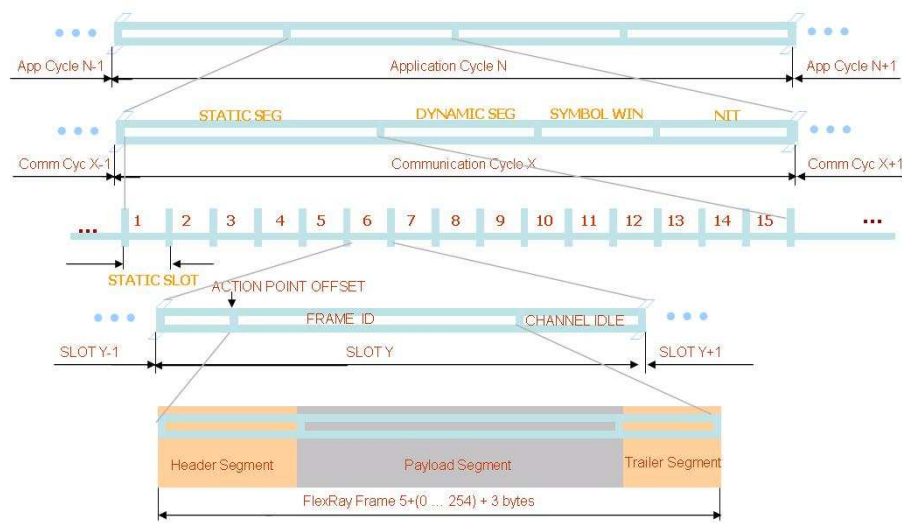 App Cycle N-1 Application Cycle N App Cycle N+1
STATIC SEG DYNAMIC SEG SYMBOL WIN NIT
Comm Cyc X-1 Communication Cycle X Comm Cyc X+1
... 1 2 3 4 5 6 7 8 9 10 11 12 13 14 15 ...
STATIC SLOT
ACTION POINT OFFSET
FRAME ID CHANNEL IDLE
SLOT Y-1 SLOT Y SLOT Y+1
Header Segment Payload Segment Trailer Segment
FlexRay Frame 5+(0 ... 254) + 3 bytes